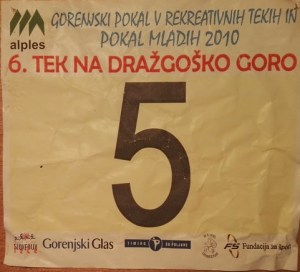 GORENJSKI POKAL V REKREATIVNIH TEKIH IN
alples
POKAL MLADIH 2010
6. TEK NA DRAŽGOŠKO GORO
5
Gorenjski Glas
Fundacija za šport